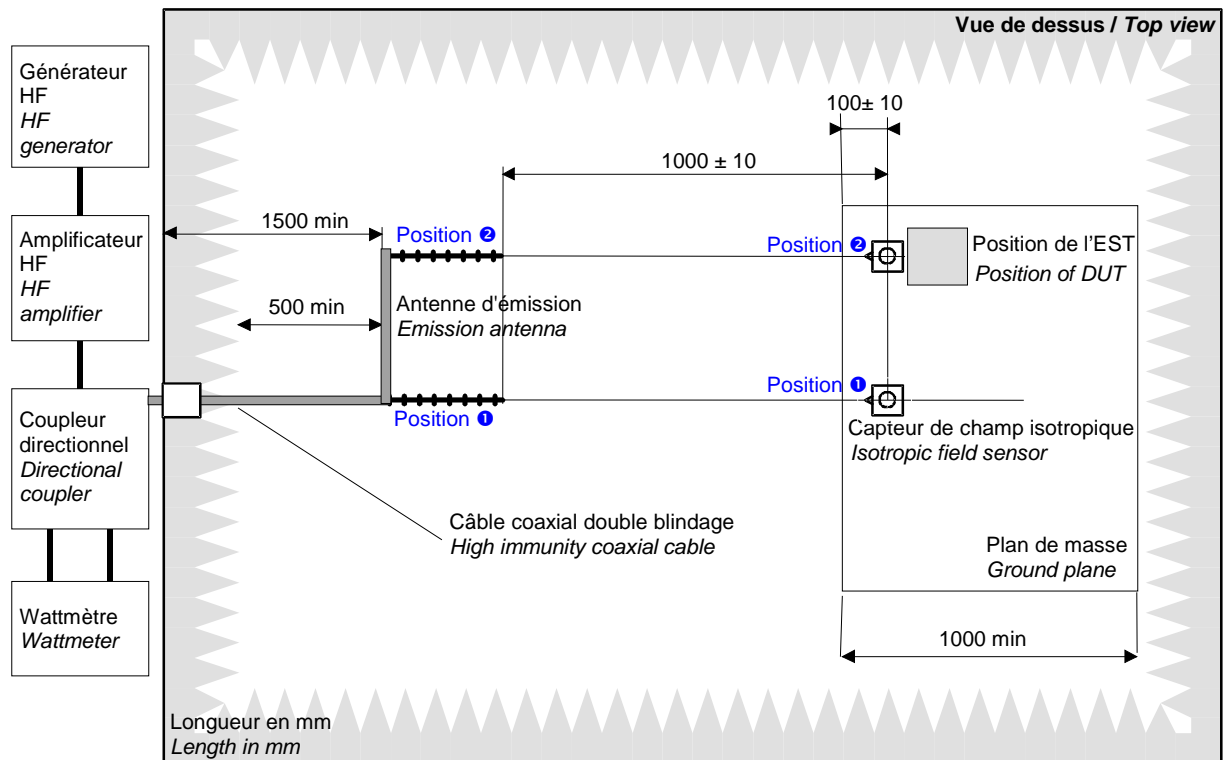 Vue de dessus / Top view
Générateur
HF
HF
generator
Amplificateur
HF
HF
amplifier
Coupleur
directionnel
Directional
coupler
Wattmètre
Wattmeter
100± 10
1000 ± 10
1500 min
500 min
Position ❷
Antenne d'émission
Emission antenna
Position ❶
Position ❷
Position de l'EST
Position of DUT
Position ❶
Capteur de champ isotropique
Isotropic field sensor
Câble coaxial double blindage
High immunity coaxial cable
Plan de masse
Ground plane
1000 min
Longueur en mm
Length in mm